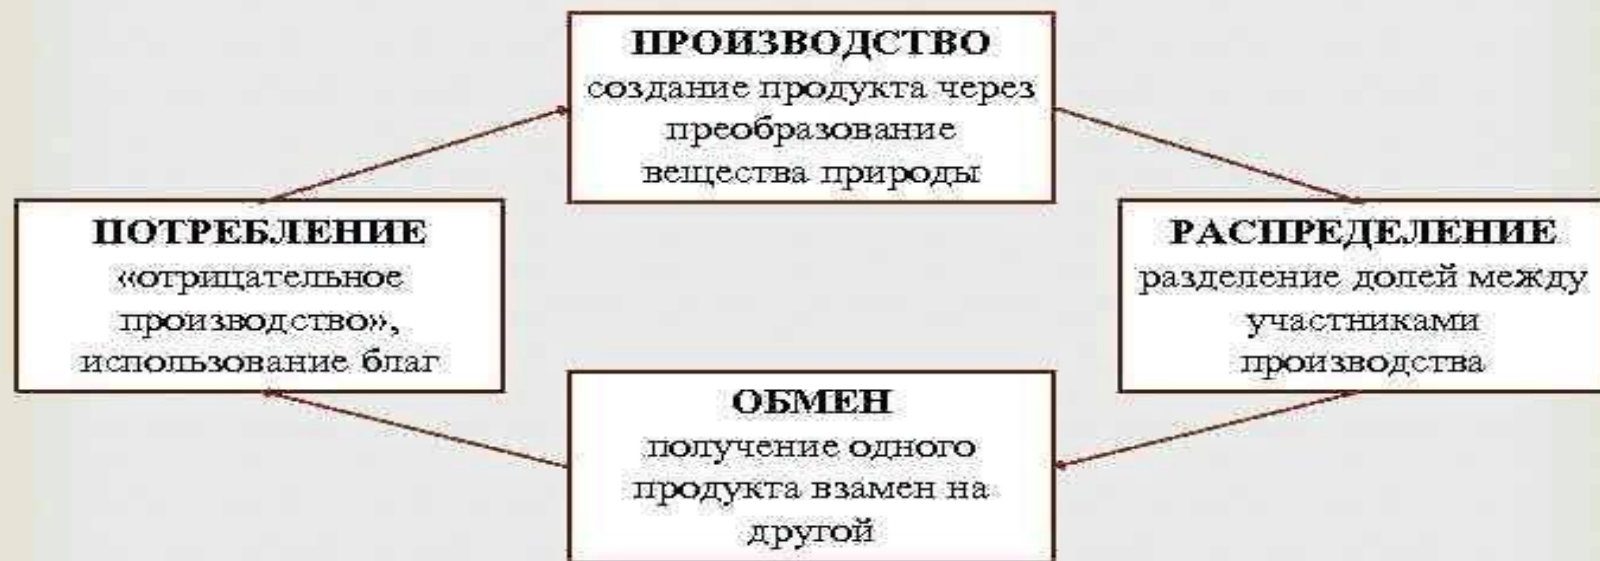 ПРОИЗВОДСТВО
создание продукта через
преобразование
вещества природы
ПОТРЕБЛЕНИЕ
«отрицательное
производство»,
использование благ
РАСПРЕДЕЛЕНИЕ
разделение долей между
участниками
производства
ОБМЕН
получение одного
продукта взамен на
другой